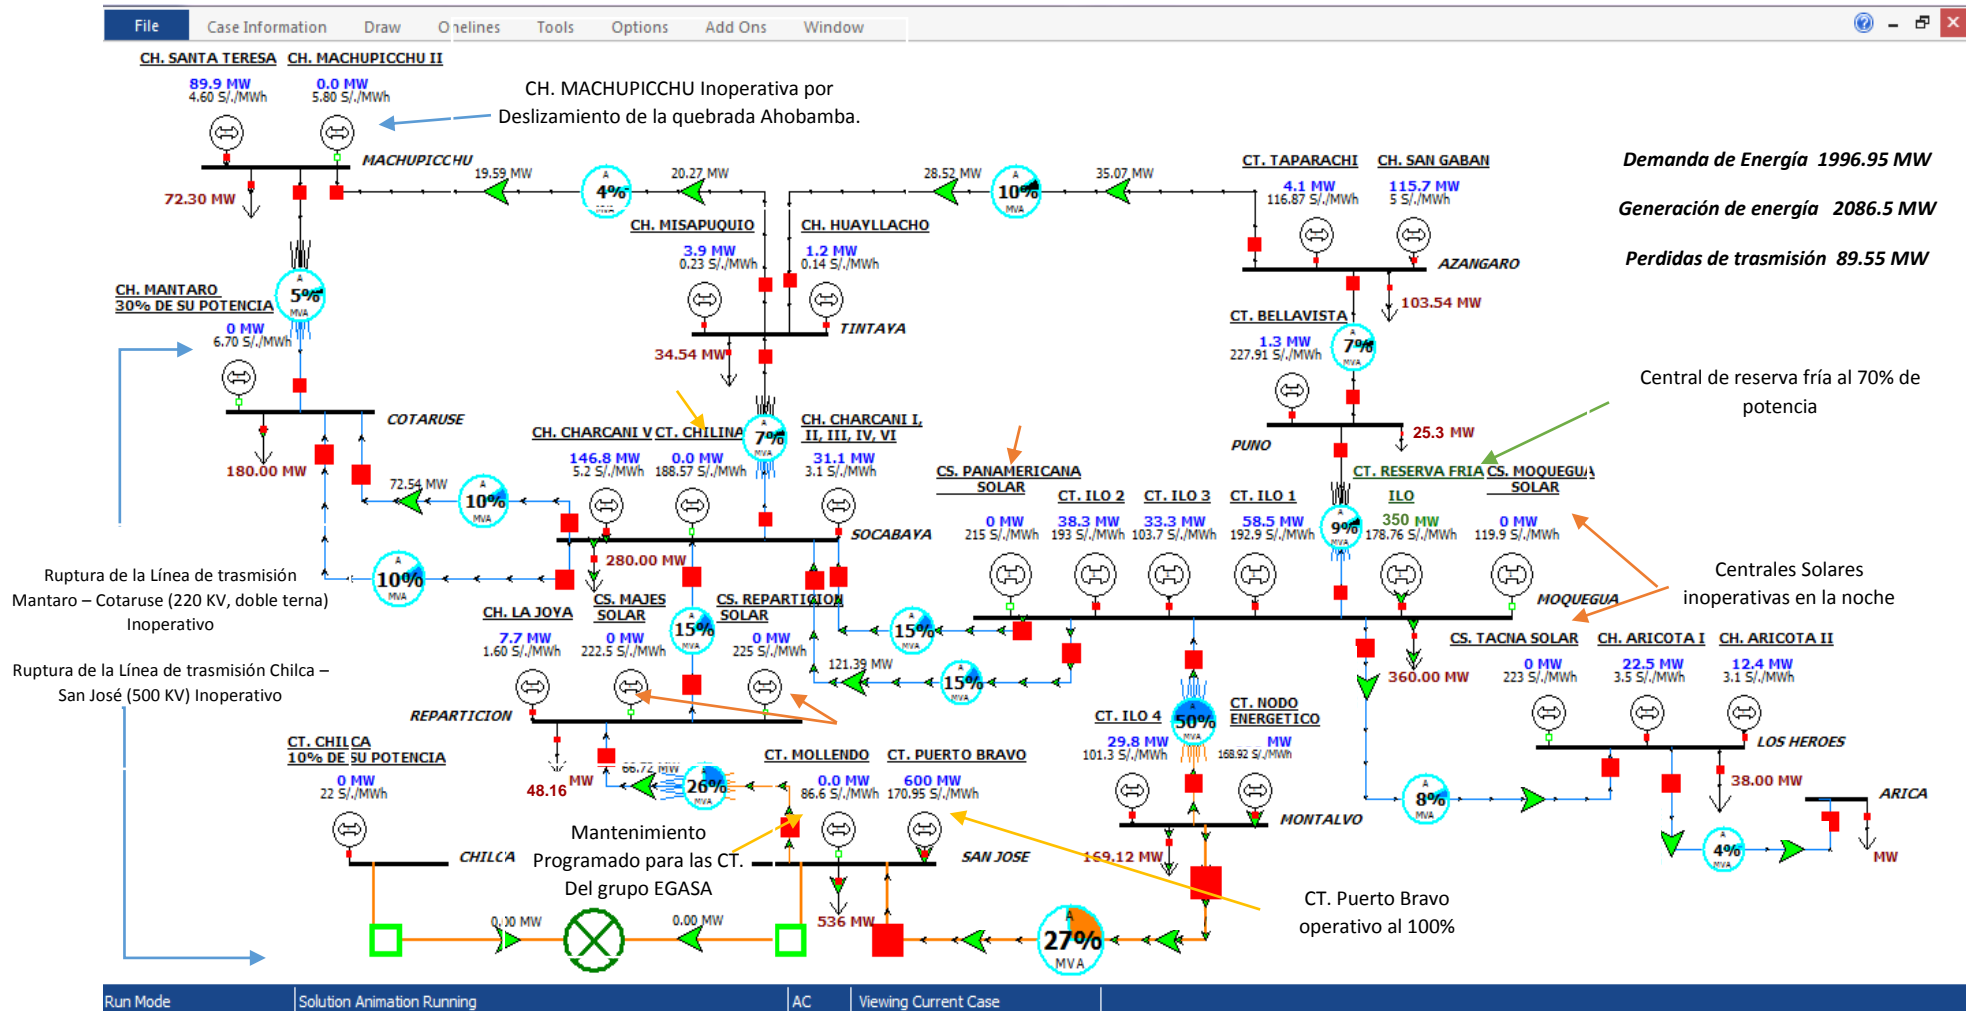 File Case Information Draw Onelines Tools Options Add Ons Window
CH. SANTA TERESA
89.9 MW
4.60 S/./MWh
CH. MACHUPICCHU II
0.0 MW
5.80 S/./MWh
CH. MACHUPICCHU Inoperativa por
Deslizamiento de la quebrada Ahobamba.
MACHUPICCHU
72.30 MW
19.59 MW
A
4%
MVA
20.27 MW
28.52 MW
A
10%
MVA
35.07 MW
CT. TAPARACHI
4.1 MW
116.87 S/./MWh
CH. SAN GABAN
115.7 MW
5 S/./MWh
Demanda de Energía 1996.95 MW
Generación de energía 2086.5 MW
Perdidas de trasmisión 89.55 MW
AZANGARO
103.54 MW
CH. MISAPUQUIO
3.9 MW
0.23 S/./MWh
CH. HUAYLLACHO
1.2 MW
0.14 S/./MWh
TINTAYA
34.54 MW
A
5%
MVA
CH. MANTARO
30% DE SU POTENCIA
0 MW
6.70 S/./MWh
COTARUSE
180.00 MW
CT. BELLAVISTA
1.3 MW
227.91 S/./MWh
A
7%
MVA
PUNO
25.3 MW
Central de reserva fría al 70% de
potencia
CH. CHARCANI V
146.8 MW
5.2 S/./MWh
CT. CHILINA
0.0 MW
188.57 S/./MWh
A
7%
MVA
CH. CHARCANI I,
II, III, IV, VI
31.1 MW
3.1 S/./MWh
SOCABAYA
280.00 MW
72.54 MW
A
10%
MVA
A
10%
MVA
CS. PANAMERICANA
SOLAR
0 MW
215 S/./MWh
CT. ILO 2
38.3 MW
193 S/./MWh
CT. ILO 3
33.3 MW
103.7 S/./MWh
CT. ILO 1
58.5 MW
192.9 S/./MWh
A
9%
MVA
CT. RESERVA FRIA
ILO
350 MW
178.76 S/./MWh
CS. MOQUEGUA
SOLAR
0 MW
119.9 S/./MWh
MOQUEGUA
360.00 MW
Centrales Solares
inoperativas en la noche
Ruptura de la Línea de trasmisión
Mantaro – Cotaruse (220 KV, doble terna)
Inoperativo
Ruptura de la Línea de trasmisión Chilca –
San José (500 KV) Inoperativo
CH. LA JOYA
7.7 MW
1.60 S/./MWh
CS. MAJES
SOLAR
0 MW
222.5 S/./MWh
A
15%
MVA
CS. REPARTICION
SOLAR
0 MW
225 S/./MWh
REPARTICION
48.16 MW
A
15%
MVA
121.39 MW
A
15%
MVA
CS. TACNA SOLAR
0 MW
223 S/./MWh
CH. ARICOTA I
22.5 MW
3.5 S/./MWh
CH. ARICOTA II
12.4 MW
3.1 S/./MWh
LOS HEROES
38.00 MW
A
8%
MVA
ARICA
MW
A
4%
MVA
CT. ILO 4
29.8 MW
101.3 S/./MWh
A
50%
MVA
CT. NODO
ENERGETICO
MW
168.92 S/./MWh
MONTALVO
169.12 MW
CT. CHILCA
10% DE SU POTENCIA
0 MW
22 S/./MWh
CHILCA
66.72 MW
A
26%
MVA
CT. MOLLENDO
0.0 MW
86.6 S/./MWh
CT. PUERTO BRAVO
600 MW
170.95 S/./MWh
SAN JOSE
536 MW
Mantenimiento
Programado para las CT.
Del grupo EGASA
CT. Puerto Bravo
operativo al 100%
0.00 MW
0.00 MW
A
27%
MVA
Run Mode Solution Animation Running AC Viewing Current Case